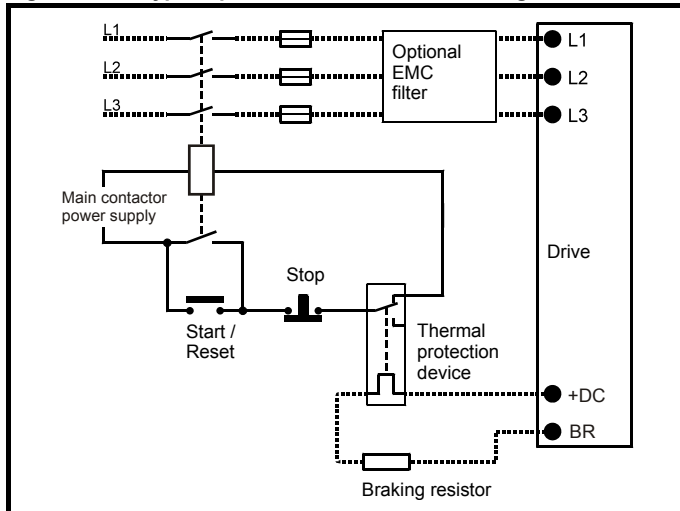 L1
L2
L3
Optional
EMC
filter
L1
L2
L3
Main contactor
power supply
Drive
Stop
Start /
Reset
Thermal
protection
device
+DC
BR
Braking resistor